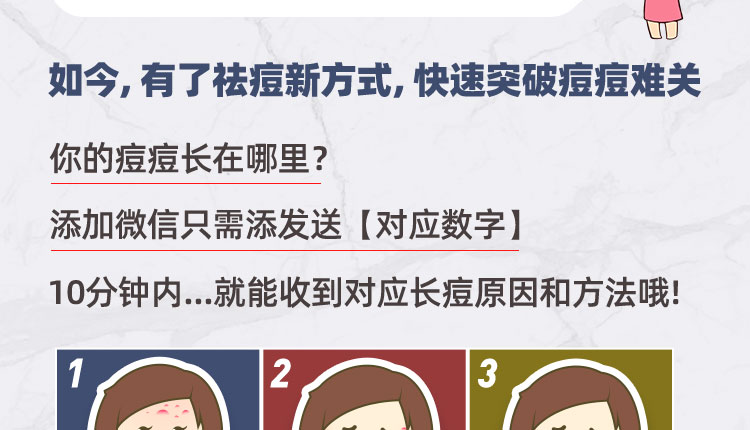 如今, 有了祛痘新方式, 快速突破痘痘难关
你的痘痘长在哪里?
添加微信只需添发送【对应数字】
10分钟内...就能收到对应长痘原因和方法哦!
1 2 3